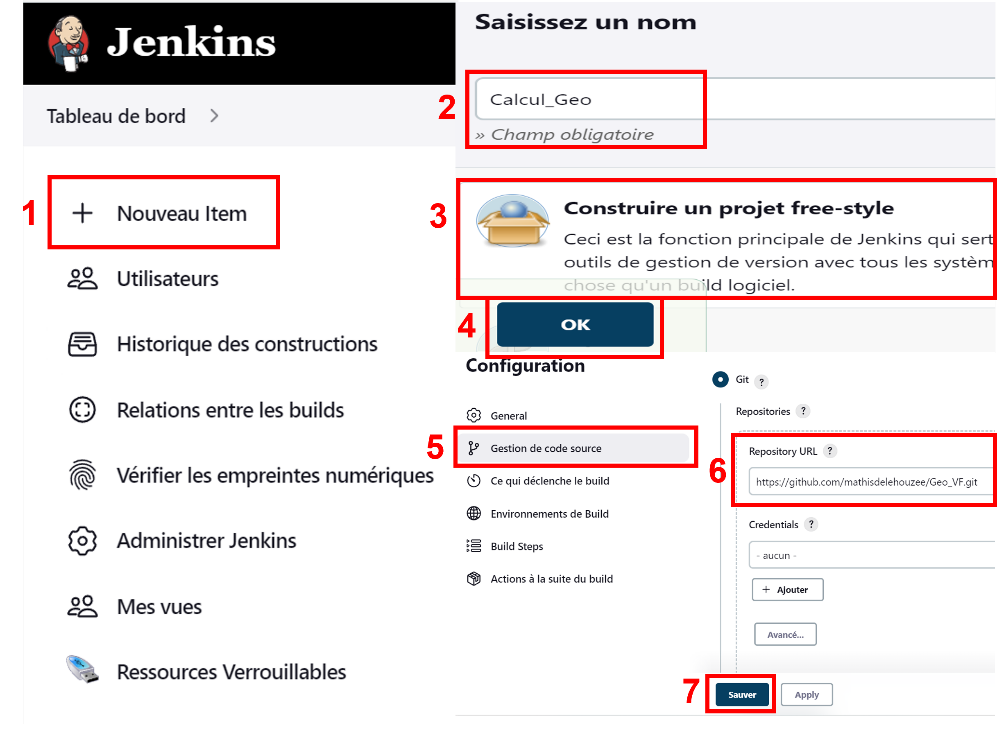 Jenkins
Tableau de bord >
1
+ Nouveau Item
Utilisateurs
Historique des constructions
Relations entre les builds
Vérifier les empreintes numériques
Administrer Jenkins
Mes vues
Ressources Verrouillables
Saisissez un nom
2
Calcul_Geo
» Champ obligatoire
3
Construire un projet free-style
Ceci est la fonction principale de Jenkins qui sert
outils de gestion de version avec tous les systèm
chose qu'un build logiciel.
4
OK
Configuration
General
5
Gestion de code source
Ce qui déclenche le build
Environnements de Build
Build Steps
Actions à la suite du build
Git ?
Repositories ?
6
Repository URL ?
https://github.com/mathisdelehouzee/Geo_VF.git
Credentials ?
- aucun -
+ Ajouter
Avancé...
7
Sauver
Apply